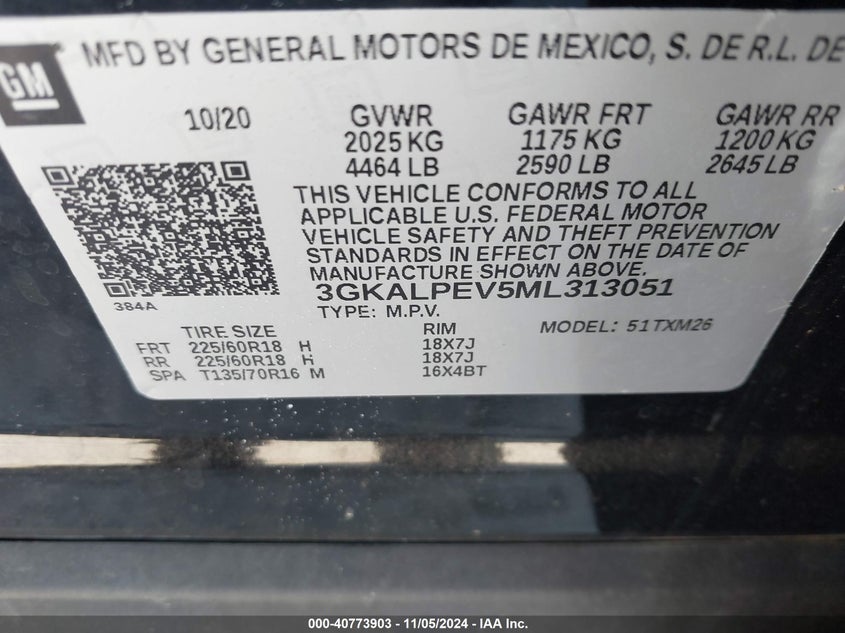 GM
MFD BY GENERAL MOTORS DE MEXICO, S. DE R.L. DE
10/20 GVWR GAWR FRT GAWR RR
2025 KG 1175 KG 1200 KG
4464 LB 2590 LB 2645 LB
THIS VEHICLE CONFORMS TO ALL
APPLICABLE U.S. FEDERAL MOTOR
VEHICLE SAFETY AND THEFT PREVENTION
STANDARDS IN EFFECT ON THE DATE OF
MANUFACTURE SHOWN ABOVE.
3GKALPEV5ML313051
384A
TYPE: M.P.V.
TIRE SIZE RIM MODEL: 51TXM26
FRT 225/60R18 H 18X7J
RR 225/60R18 H 18X7J
SPA T135/70R16 M 16X4BT
000-40773903 - 11/05/2024 - IAA Inc.